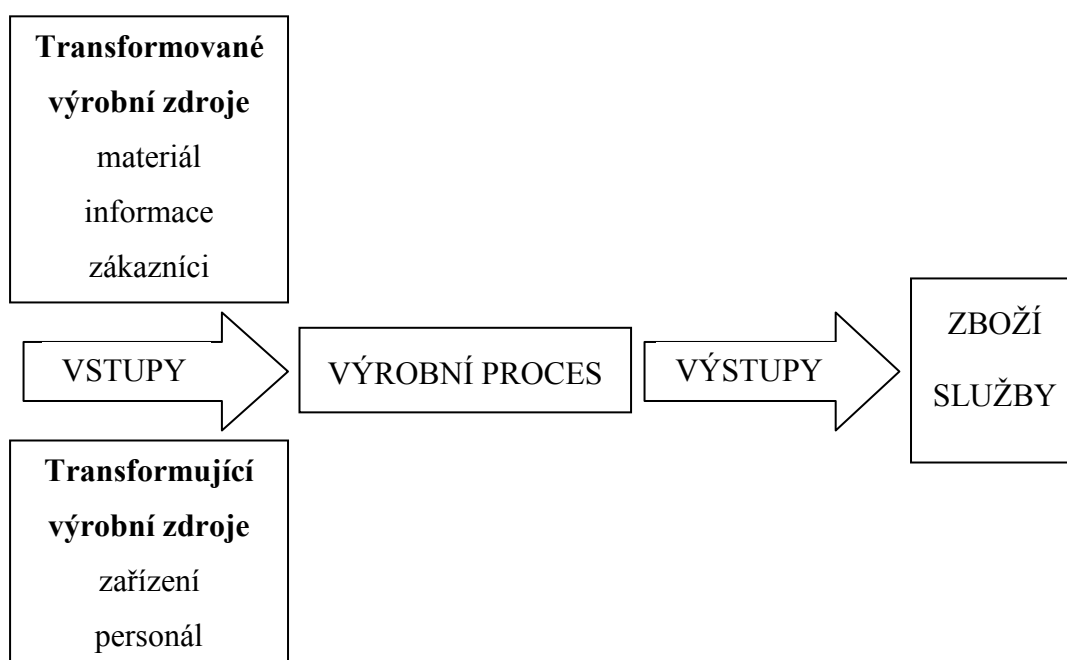 Transformované
výrobní zdroje
materiál
informace
zákazníci
VSTUPY
VÝROBNÍ PROCES
VÝSTUPY
ZBOŽÍ
SLUŽBY
Transformující
výrobní zdroje
zařízení
personál